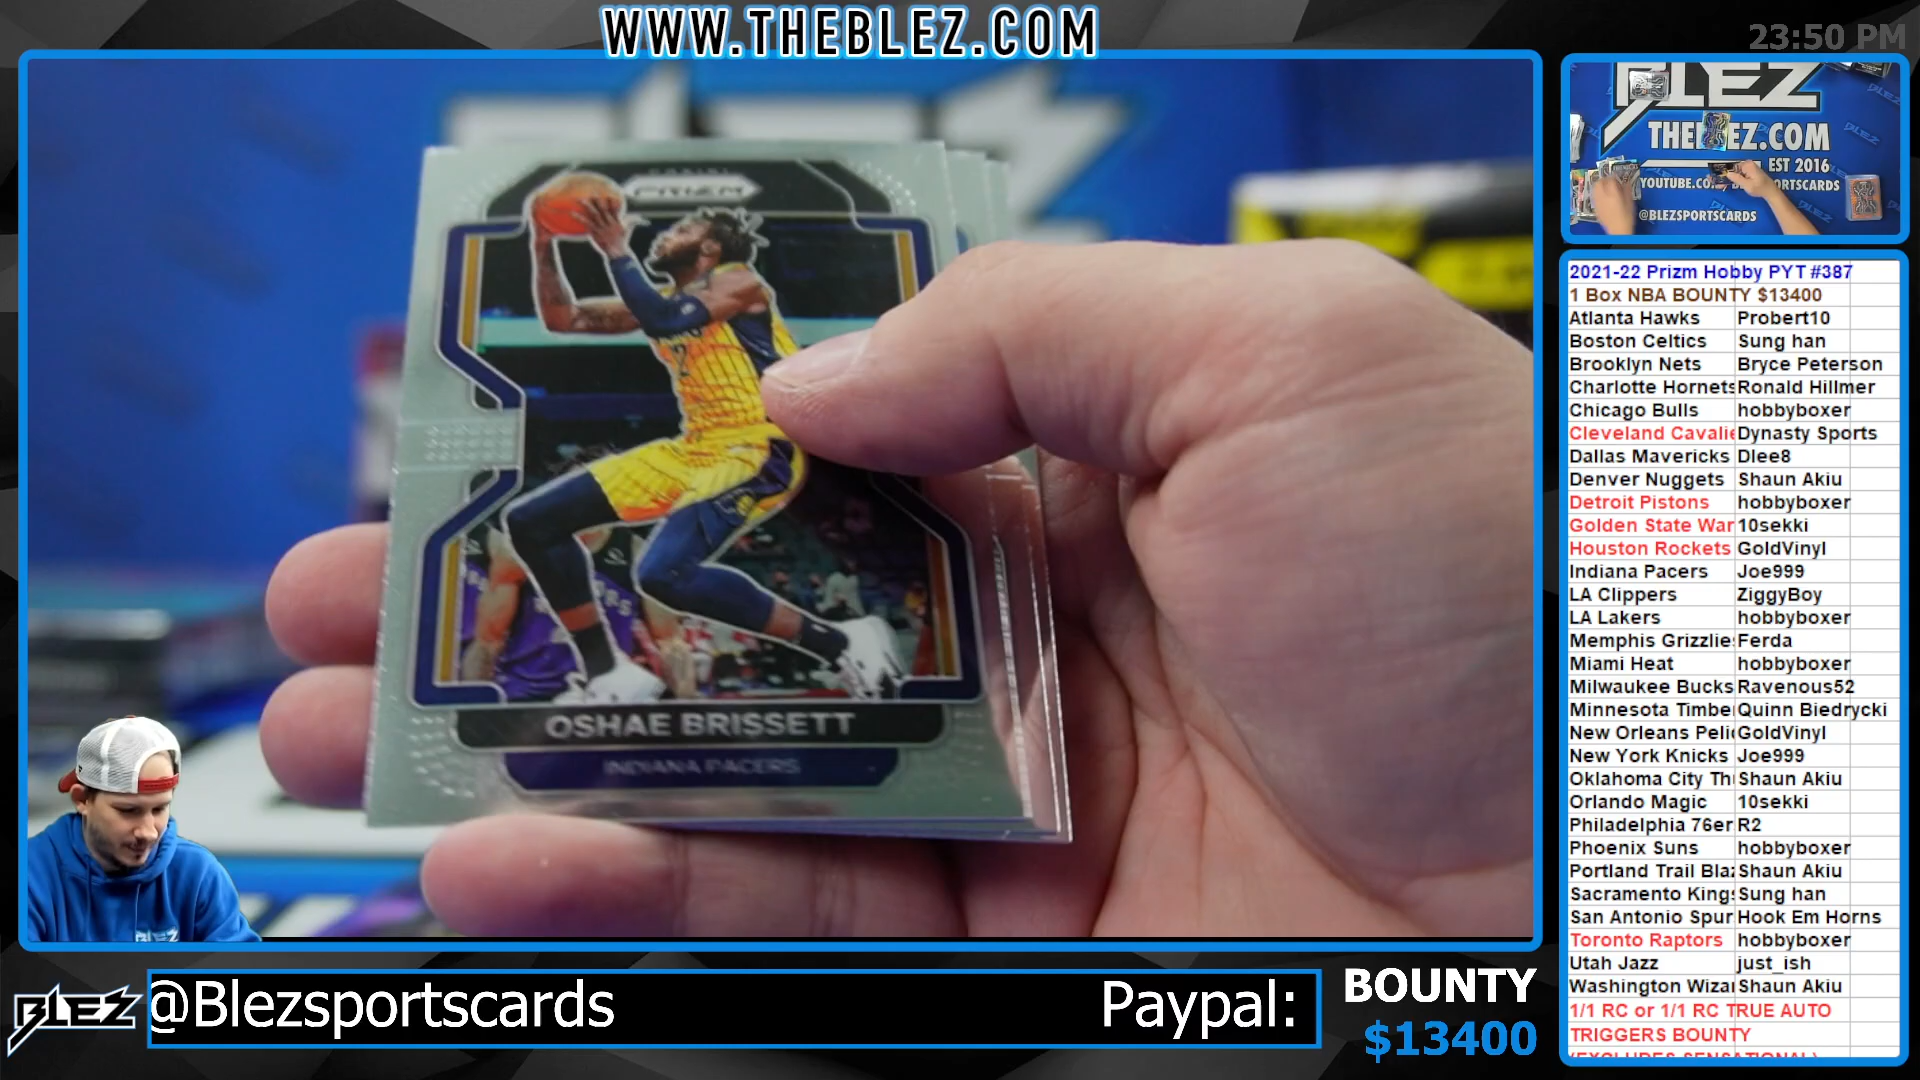 WWW.THEBLEZ.COM
23:50 PM
BLEZ
THEBLEZ.COM
EST 2016
@BLEZSPORTSCARDS
PANINI
PRIZM
OSHAE BRISSETT
INDIANA PACERS
2021-22 Prizm Hobby PYT #387
1 Box NBA BOUNTY $13400
Atlanta Hawks Probert10
Boston Celtics Sung han
Brooklyn Nets Bryce Peterson
Charlotte Hornets Ronald Hillmer
Chicago Bulls hobbyboxer
Cleveland Cavalie Dynasty Sports
Dallas Mavericks Dlee8
Denver Nuggets Shaun Akiu
Detroit Pistons hobbyboxer
Golden State War 10sekki
Houston Rockets GoldVinyl
Indiana Pacers Joe999
LA Clippers ZiggyBoy
LA Lakers hobbyboxer
Memphis Grizzlie Ferda
Miami Heat hobbyboxer
Milwaukee Bucks Ravenous52
Minnesota Timbe Quinn Biedrycki
New Orleans Peli GoldVinyl
New York Knicks Joe999
Oklahoma City Th Shaun Akiu
Orlando Magic 10sekki
Philadelphia 76er R2
Phoenix Suns hobbyboxer
Portland Trail Blaz Shaun Akiu
Sacramento Kings Sung han
San Antonio Spur Hook Em Horns
Toronto Raptors hobbyboxer
Utah Jazz just_ish
Washington Wizar Shaun Akiu
1/1 RC or 1/1 RC TRUE AUTO
TRIGGERS BOUNTY
(EXCLUDES SENSATIONAL)
BLEZ
@Blezsportscards
Paypal:
BOUNTY
$13400